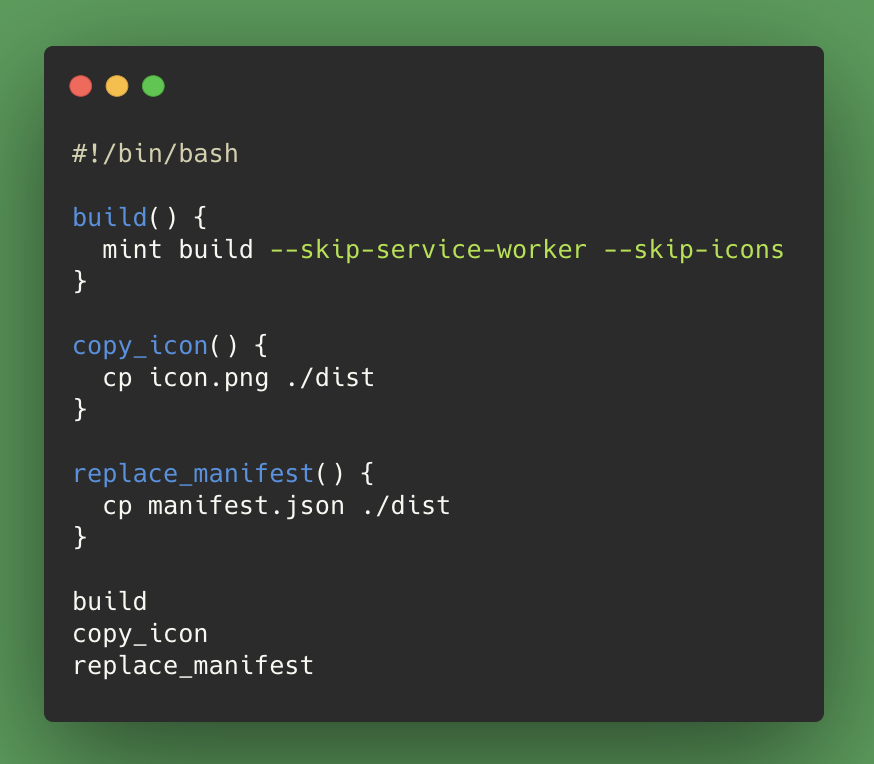 #!/bin/bash

build() {
  mint build --skip-service-worker --skip-icons
}

copy_icon() {
  cp icon.png ./dist
}

replace_manifest() {
  cp manifest.json ./dist
}

build
copy_icon
replace_manifest